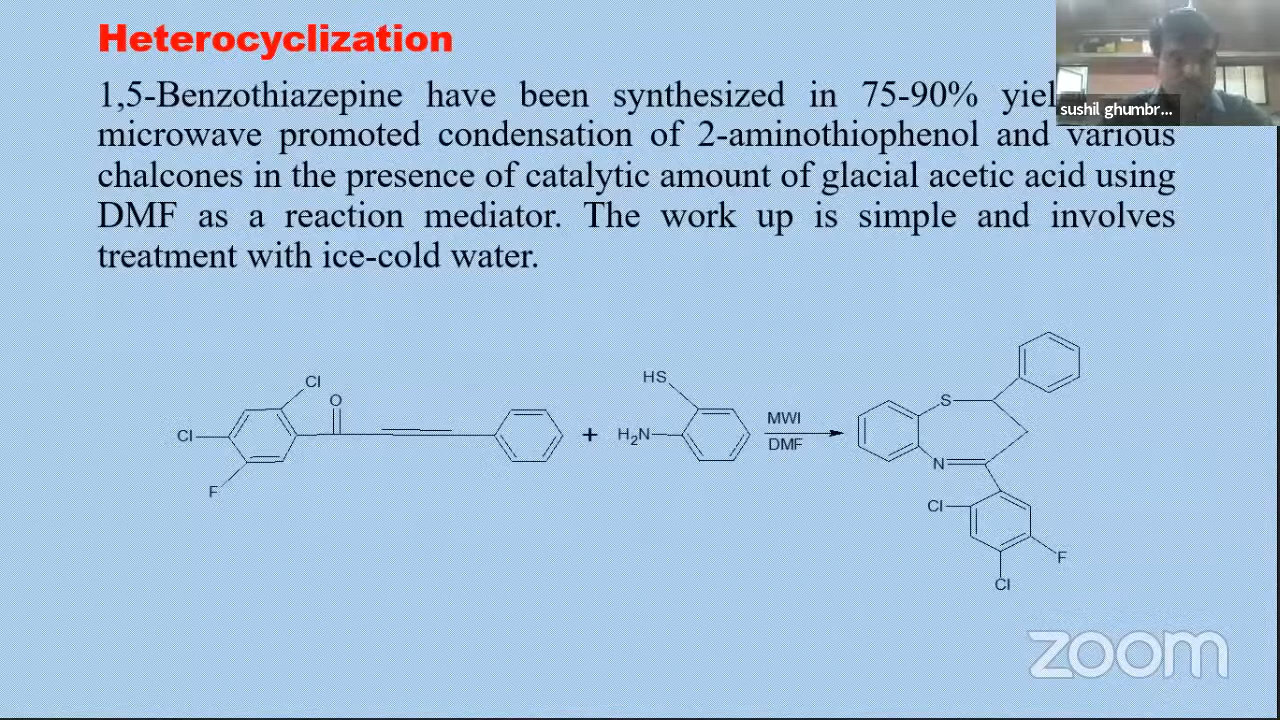 Heterocyclization
1,5-Benzothiazepine have been synthesized in 75-90%
sushil ghumbr...
microwave promoted condensation of 2-aminothiophenol and various
chalcones in the presence of catalytic amount of glacial acetic acid using
DMF as a reaction mediator. The work up is simple and involves
treatment with ice-cold water.
Cl
O
Cl
F
+
HS
H2N
MWI
DMF
S
N
Cl
F
Cl
zoom